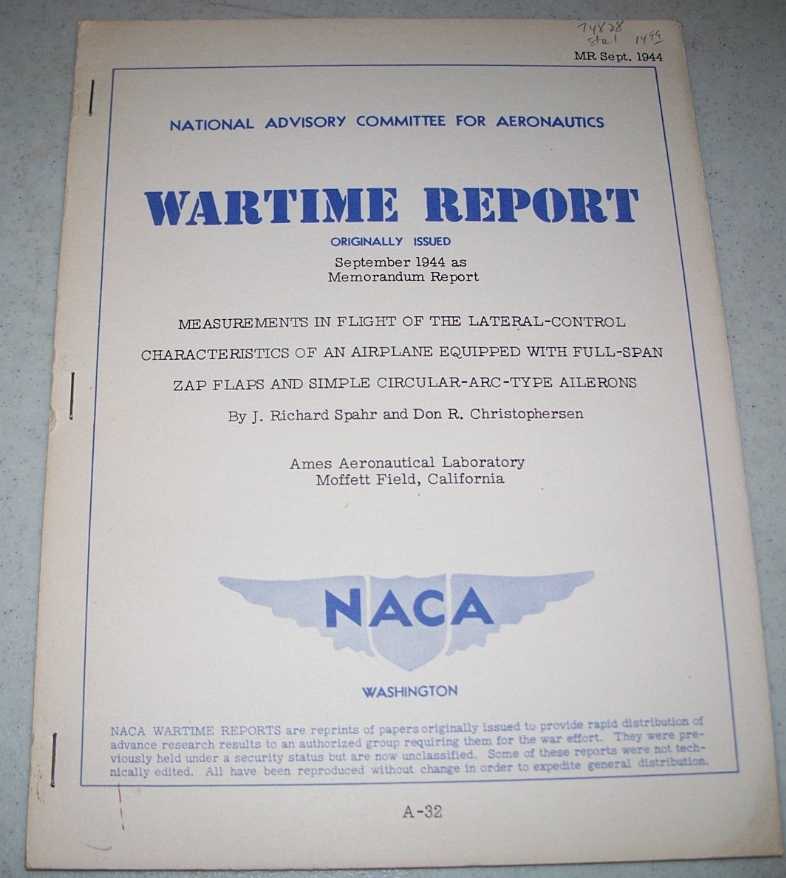 74828
MR Sept. 1944
NATIONAL ADVISORY COMMITTEE FOR AERONAUTICS
WARTIME REPORT
ORIGINALLY ISSUED
September 1944 as
Memorandum Report
MEASUREMENTS IN FLIGHT OF THE LATERAL-CONTROL
CHARACTERISTICS OF AN AIRPLANE EQUIPPED WITH FULL-SPAN
ZAP FLAPS AND SIMPLE CIRCULAR-ARC-TYPE AILERONS
By J. Richard Spahr and Don R. Christophersen
Ames Aeronautical Laboratory
Moffett Field, California
NACA
WASHINGTON
NACA WARTIME REPORTS are reprints of papers originally issued to provide rapid distribution of
advance research results to an authorized group requiring them for the war effort. They were pre-
viously held under a security status but are now unclassified. Some of these reports were not tech-
nically edited. All have been reproduced without change in order to expedite general distribution.
A-32